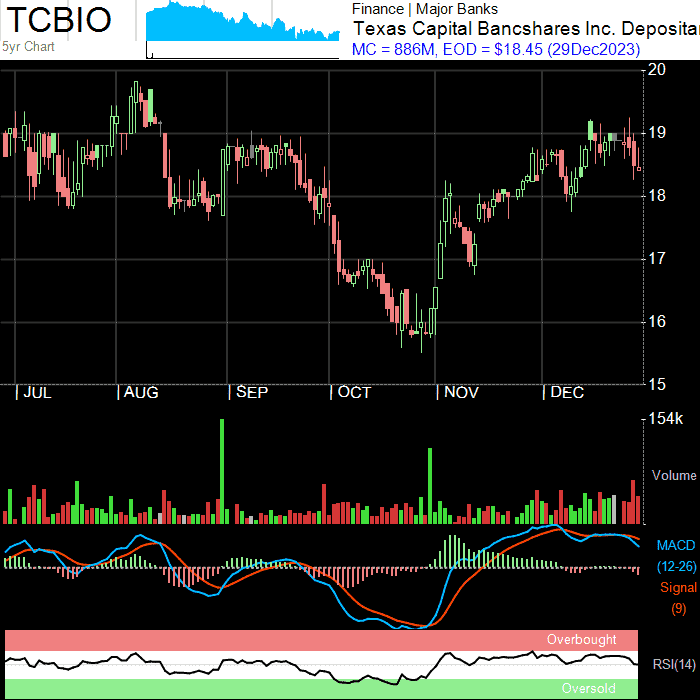 TCBIO
5yr Chart
Finance | Major Banks
Texas Capital Bancshares Inc. Depositar
MC = 886M, EOD = $18.45 (29Dec2023)
20
19
18
17
16
15
| JUL | AUG | SEP | OCT | NOV | DEC
154k
Volume
MACD
(12-26)
Signal
(9)
Overbought
RSI(14)
Oversold